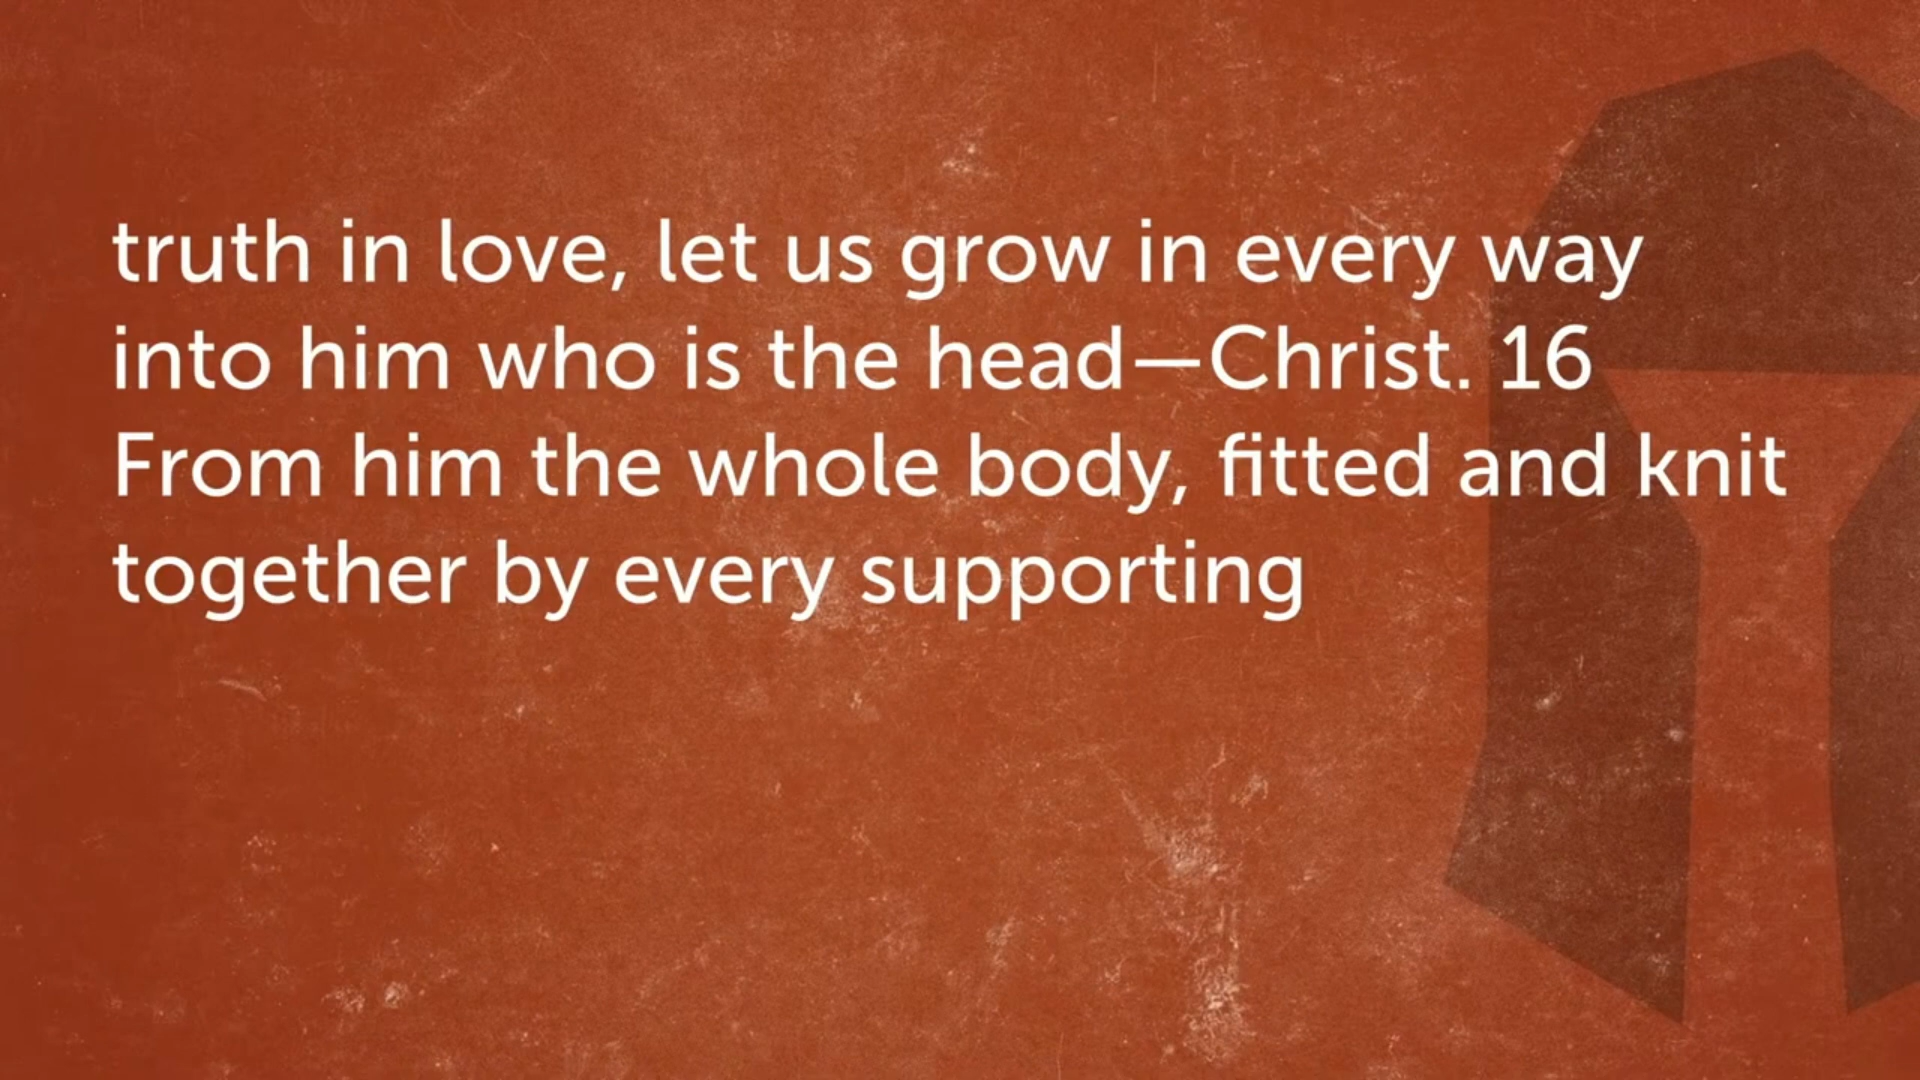 truth in love, let us grow in every way
into him who is the head—Christ. 16
From him the whole body, fitted and knit
together by every supporting